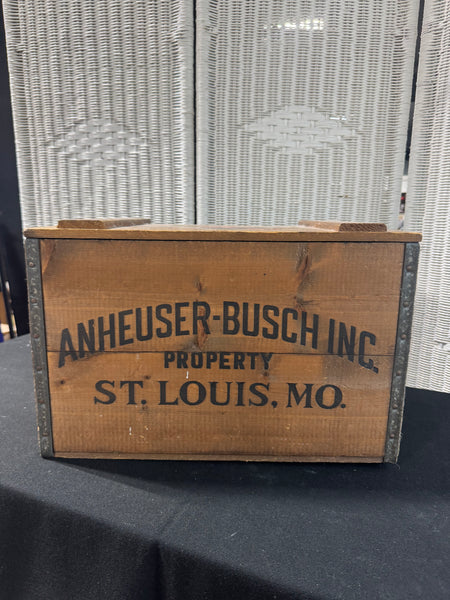 ANHEUSER-BUSCH INC.
PROPERTY
ST. LOUIS. MO.